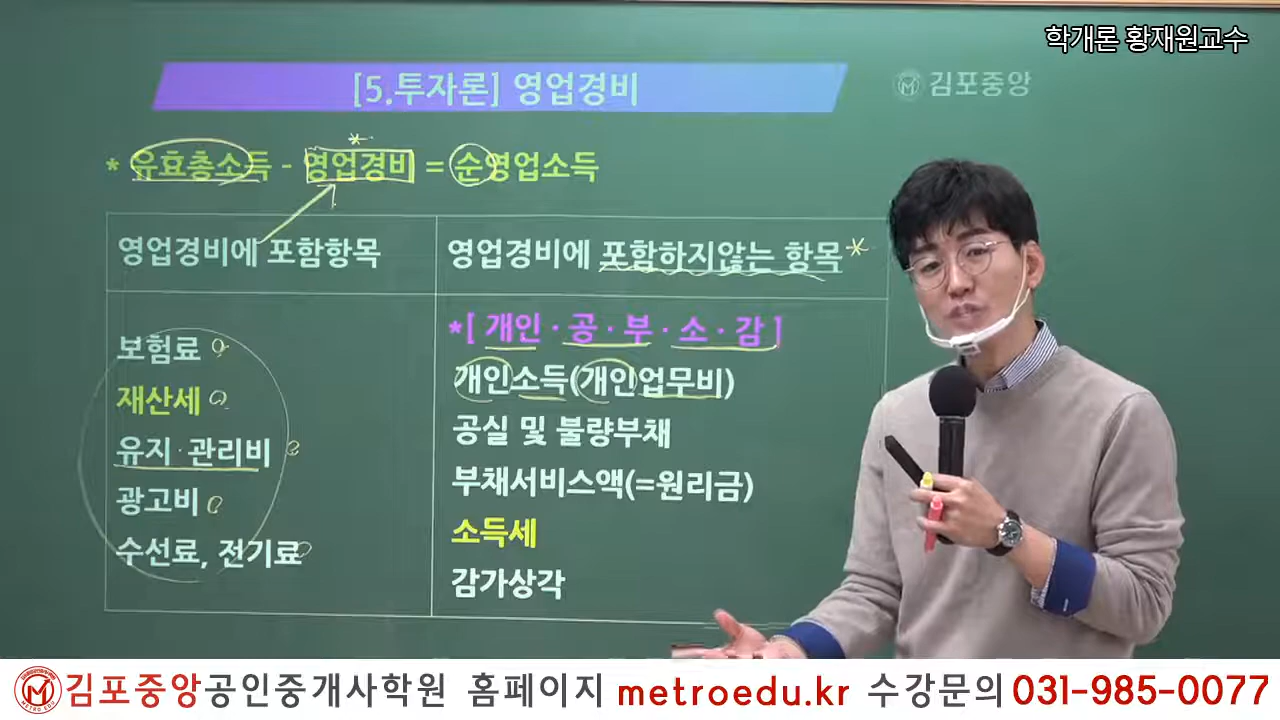 학개론 황재원교수
[5.투자론] 영업경비
김포중앙
* 유효총소득 - 영업경비 = 순영업소득
영업경비에 포함항목
영업경비에 포함하지않는 항목
보험료
재산세
유지·관리비
광고비
수선료, 전기료
*[ 개인·공·부·소·감 ]
개인소득(개인업무비)
공실 및 불량부채
부채서비스액(=원리금)
소득세
감가상각
김포중앙공인중개사학원 홈페이지 metroedu.kr 수강문의 031-985-0077